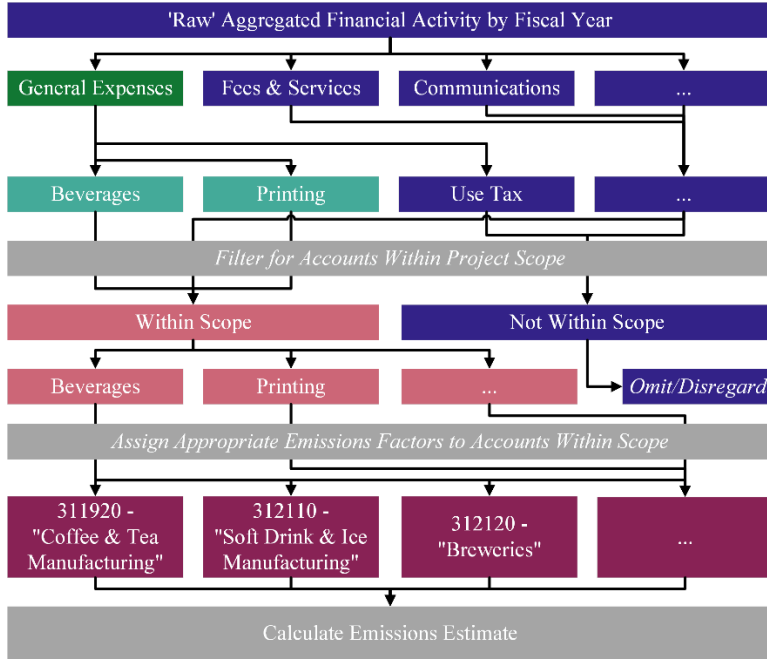 'Raw' Aggregated Financial Activity by Fiscal Year
General Expenses
Fees & Services
Communications
...
Beverages
Printing
Use Tax
...
Filter for Accounts Within Project Scope
Within Scope
Not Within Scope
Beverages
Printing
...
Omit/Disregard
Assign Appropriate Emissions Factors to Accounts Within Scope
311920 -
"Coffee & Tea
Manufacturing"
312110 -
"Soft Drink & Ice
Manufacturing"
312120 -
"Breweries"
...
Calculate Emissions Estimate